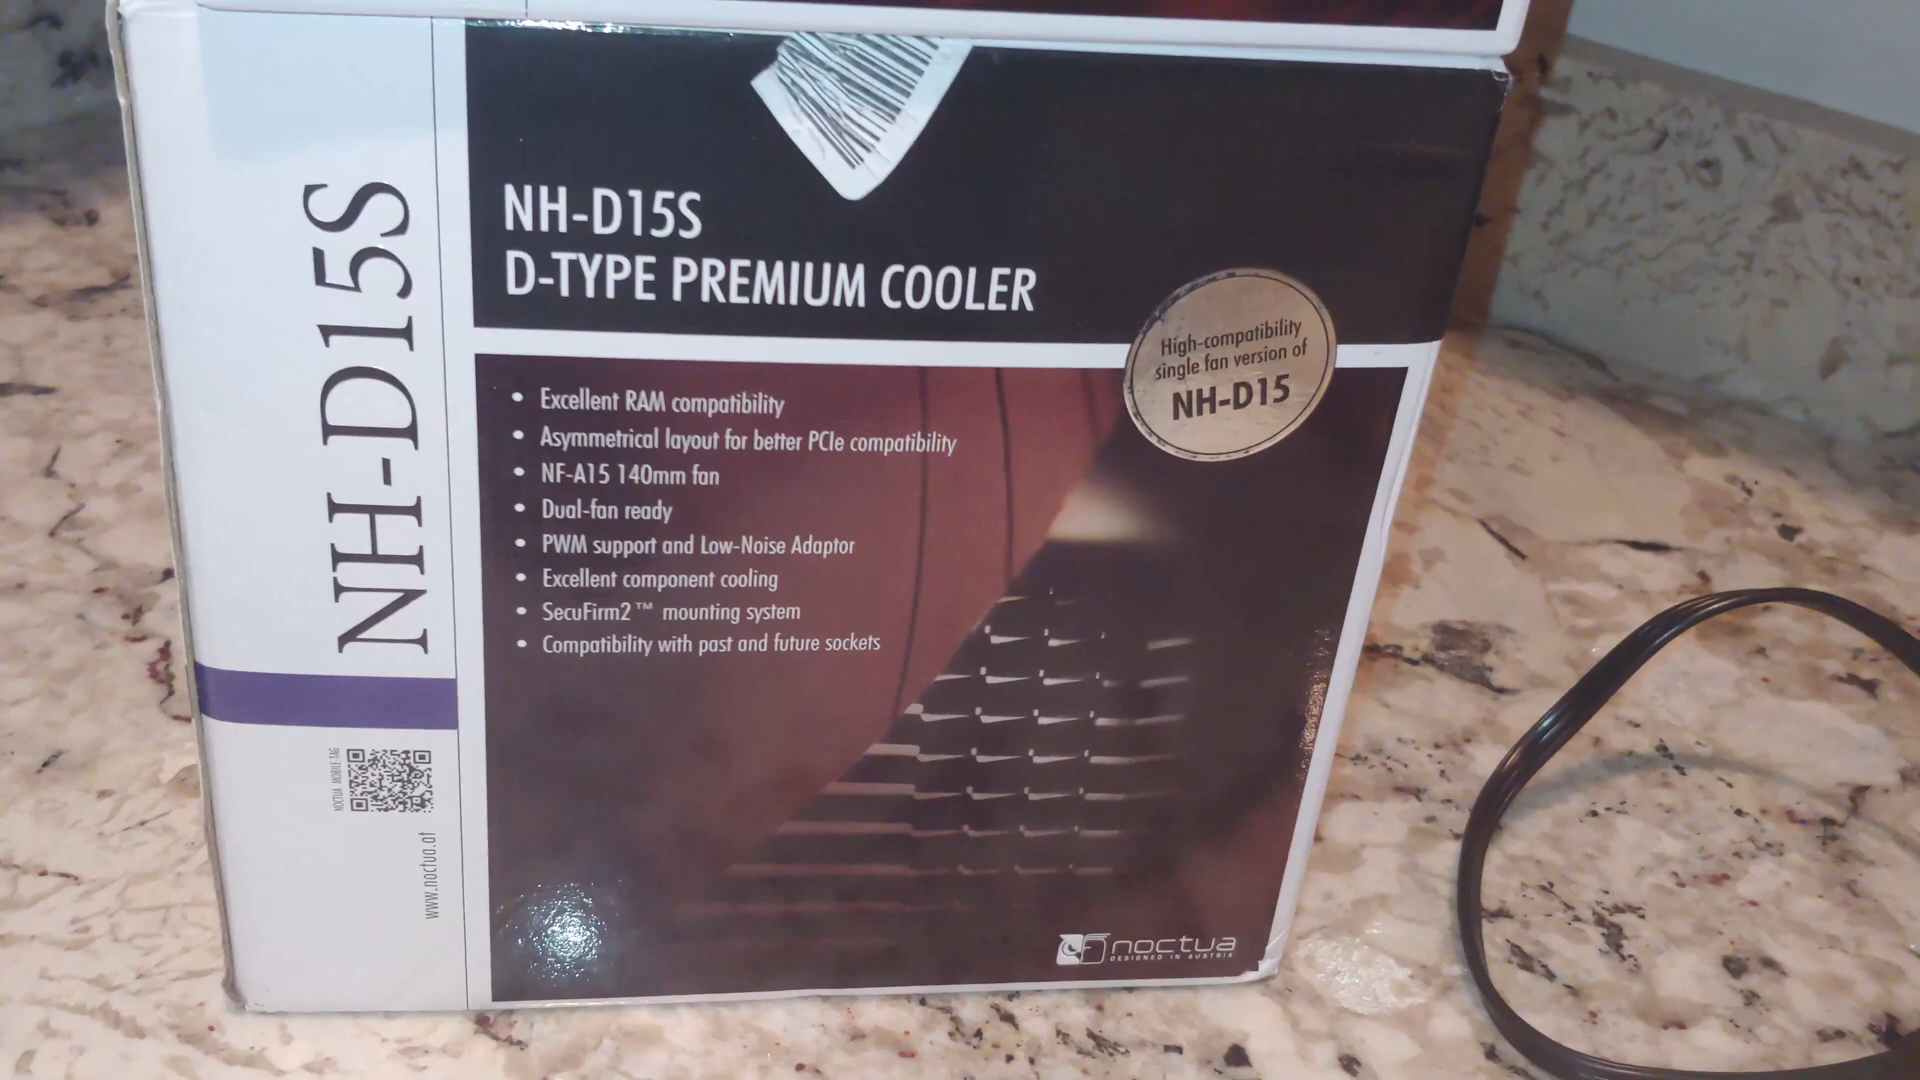 NH-D15S
NOCTUA MOBILE-TAG
www.noctua.at
NH-D15S
D-TYPE PREMIUM COOLER
High-compatibility
single fan version of
NH-D15
• Excellent RAM compatibility
• Asymmetrical layout for better PCIe compatibility
• NF-A15 140mm fan
• Dual-fan ready
• PWM support and Low-Noise Adaptor
• Excellent component cooling
• SecuFirm2™ mounting system
• Compatibility with past and future sockets
noctua
DESIGNED IN AUSTRIA